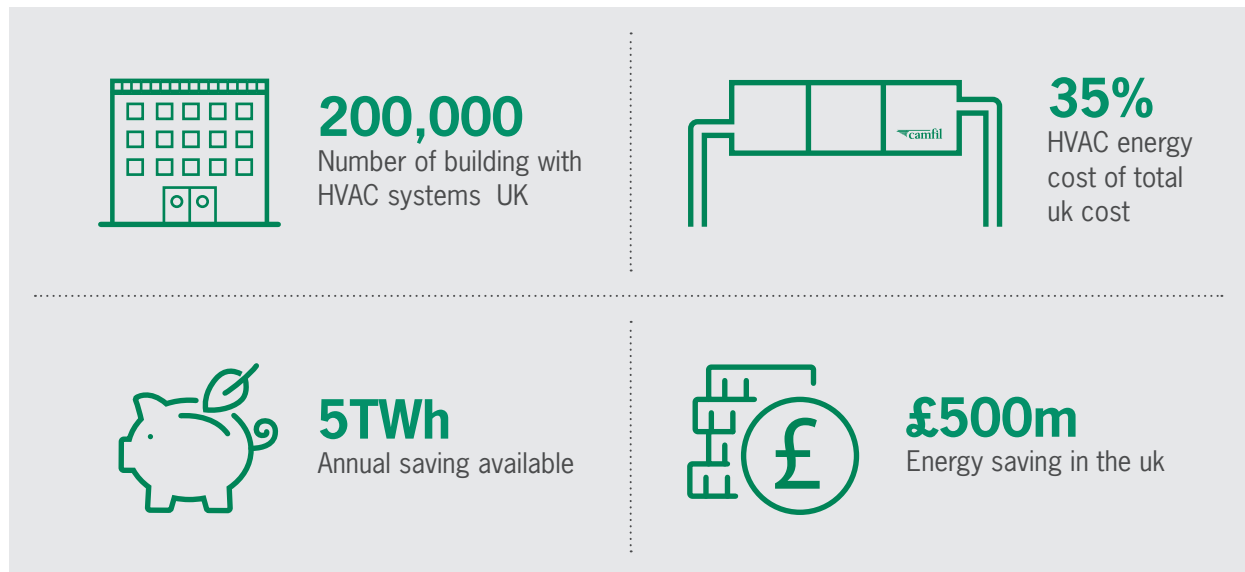 200,000
Number of building with
HVAC systems UK
camfil
35%
HVAC energy
cost of total
uk cost
5TWh
Annual saving available
£
£500m
Energy saving in the uk